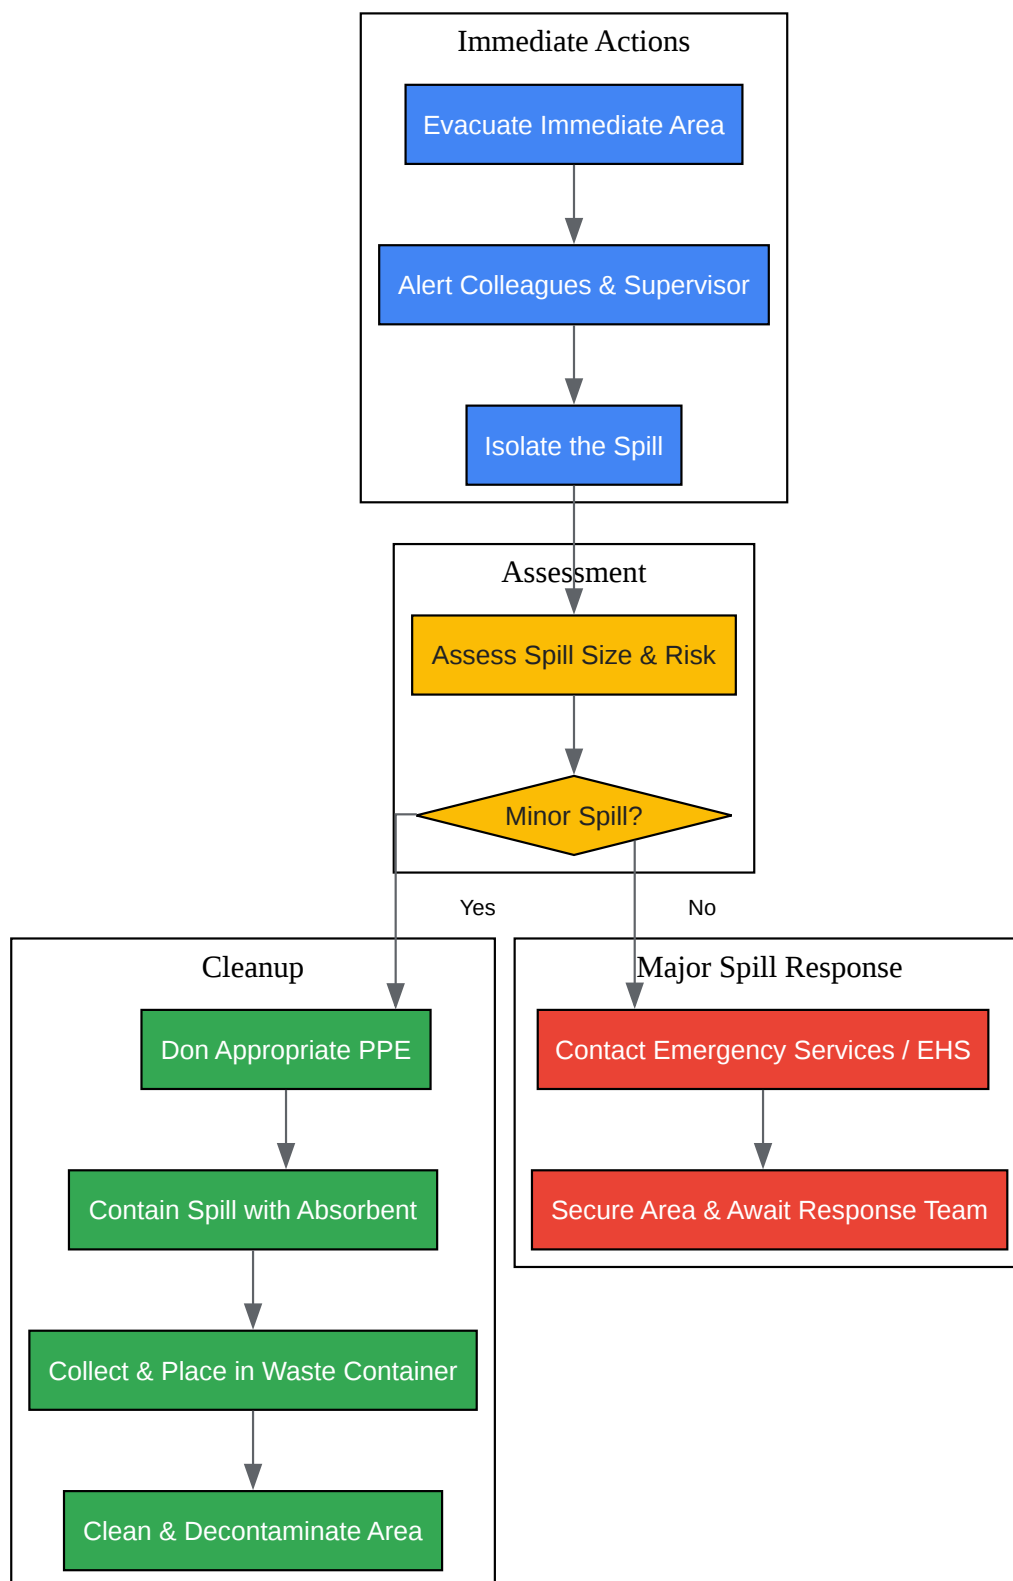 Immediate Actions
Evacuate Immediate Area
Alert Colleagues & Supervisor
Isolate the Spill
Assessment
Assess Spill Size & Risk
Minor Spill?
Yes
No
Cleanup
Major Spill Response
Don Appropriate PPE
Contact Emergency Services / EHS
Contain Spill with Absorbent
Secure Area & Await Response Team
Collect & Place in Waste Container
Clean & Decontaminate Area